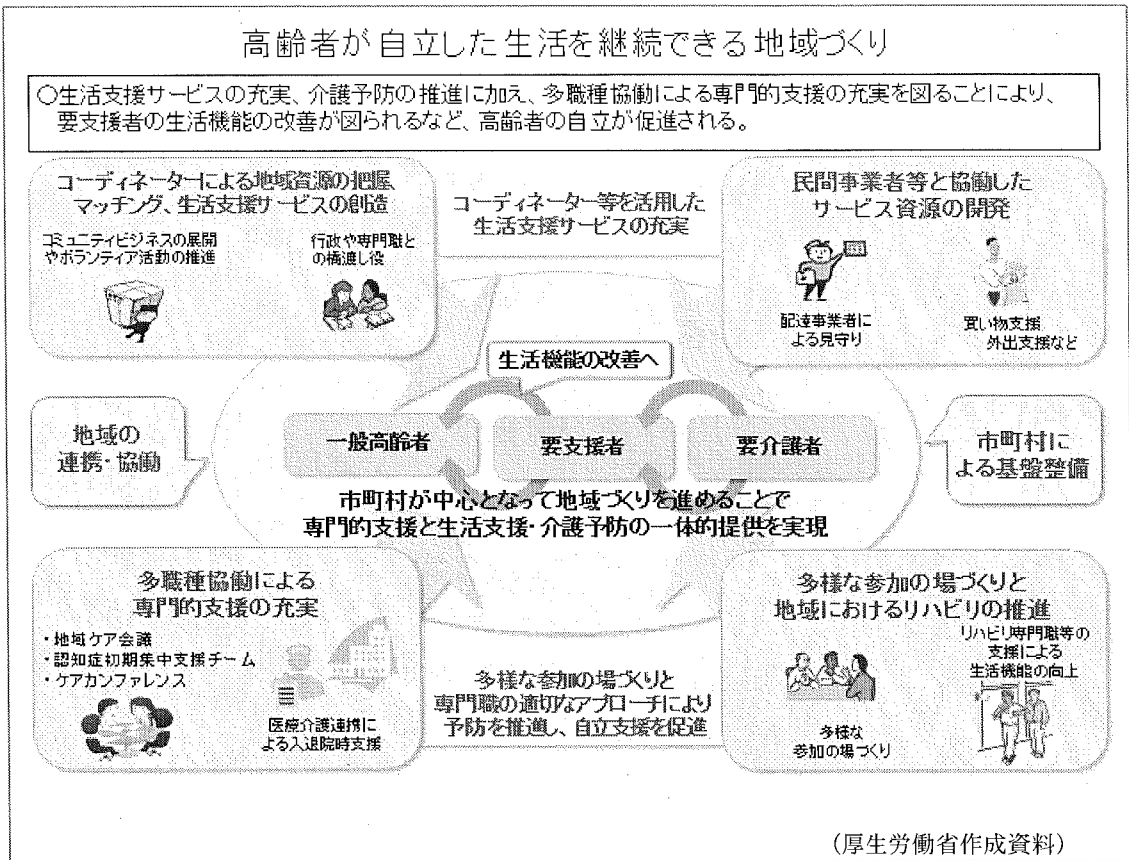 高齢者が自立した生活を継続できる地域づくり
○生活支援サービスの充実、介護予防の推進に加え、多職種協働による専門的支援の充実を図ることにより、
要支援者の生活機能の改善が図られるなど、高齢者の自立が促進される。
コーディネーターによる地域資源の把握、
マッチング、生活支援サービスの創造
コミュニティビジネスの展開
やボランティア活動の推進
行政や専門職と
の橋渡し役
コーディネーター等を活用した
生活支援サービスの充実
民間事業者等と協働した
サービス資源の開発
配達事業者に
よる見守り
買い物支援
外出支援など
生活機能の改善へ
地域の
連携・協働
一般高齢者
要支援者
要介護者
市町村に
よる基盤整備
市町村が中心となって地域づくりを進めることで
専門的支援と生活支援・介護予防の一体的提供を実現
多職種協働による
専門的支援の充実
・地域ケア会議
・認知症初期集中支援チーム
・ケアカンファレンス
医療介護連携に
よる入退院時支援
多様な参加の場づくりと
専門職の適切なアプローチにより
予防を推進し、自立支援を促進
多様な参加の場づくりと
地域におけるリハビリの推進
リハビリ専門職等の
支援による
生活機能の向上
多様な
参加の場づくり
(厚生労働省作成資料)